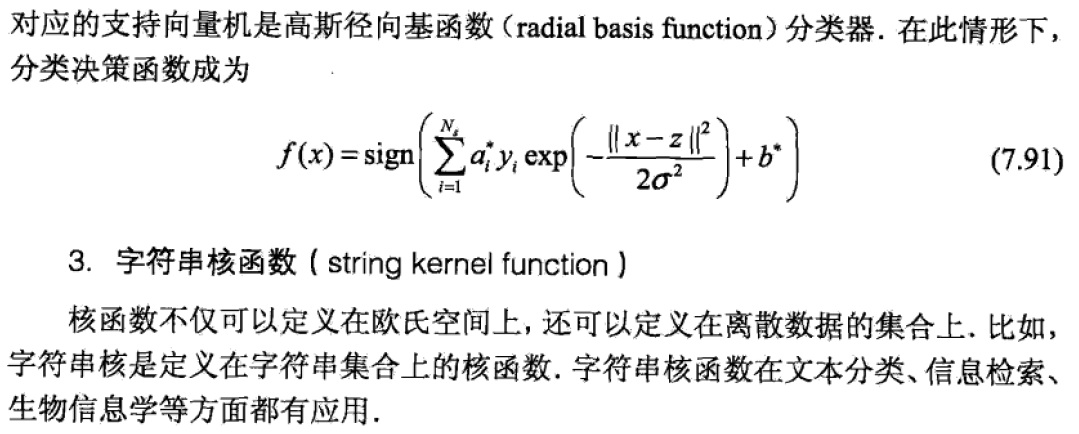 对应的支持向量机是高斯径向基函数（radial basis function）分类器．在此情形下，
分类决策函数成为
f(x) = sign(∑_{i=1}^{N_s} a_i^* y_i exp(-‖x-z‖²/2σ²) + b^*) (7.91)
3. 字符串核函数（string kernel function）
核函数不仅可以定义在欧氏空间上，还可以定义在离散数据的集合上．比如，
字符串核是定义在字符串集合上的核函数．字符串核函数在文本分类、信息检索、
生物信息学等方面都有应用．